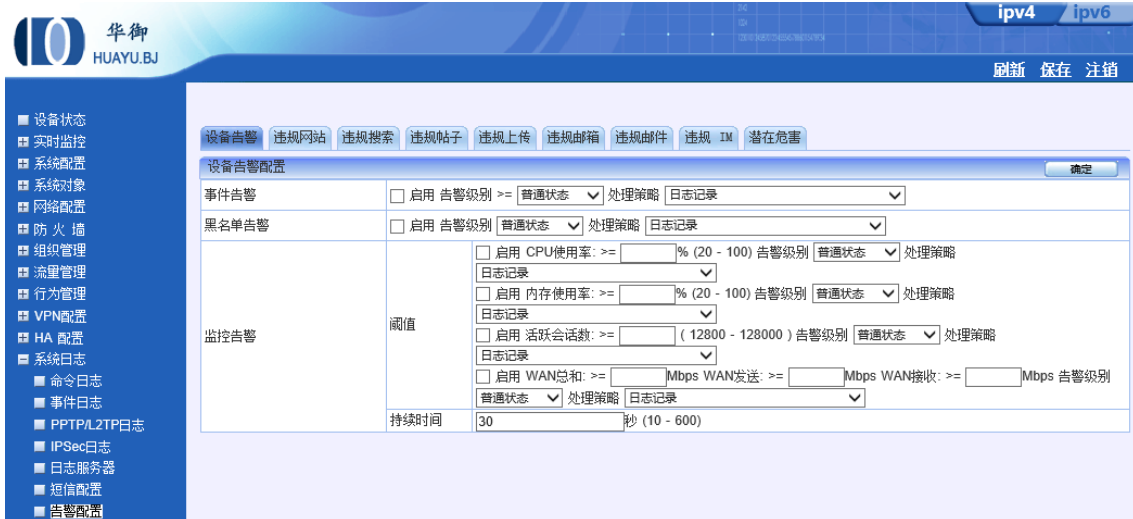 华御
HUAYU.BJ
ipv4 ipv6
刷新 保存 注销
设备状态
实时监控
系统配置
系统对象
网络配置
防 火 墙
组织管理
流量管理
行为管理
VPN配置
HA 配置
系统日志
命令日志
事件日志
PPTP/L2TP日志
IPSec日志
日志服务器
短信配置
告警配置
设备告警 违规网站 违规搜索 违规帖子 违规上传 违规邮箱 违规邮件 违规 IM 潜在危害
设备告警配置 确定
事件告警 启用 告警级别 >= 普通状态 处理策略 日志记录
黑名单告警 启用 告警级别 普通状态 处理策略 日志记录
监控告警 阈值
启用 CPU使用率: >= % (20 - 100) 告警级别 普通状态 处理策略
日志记录
启用 内存使用率: >= % (20 - 100) 告警级别 普通状态 处理策略
日志记录
启用 活跃会话数: >= ( 12800 - 128000 ) 告警级别 普通状态 处理策略
日志记录
启用 WAN总和: >= Mbps WAN发送: >= Mbps WAN接收: >= Mbps 告警级别
普通状态 处理策略 日志记录
持续时间 30 秒 (10 - 600)